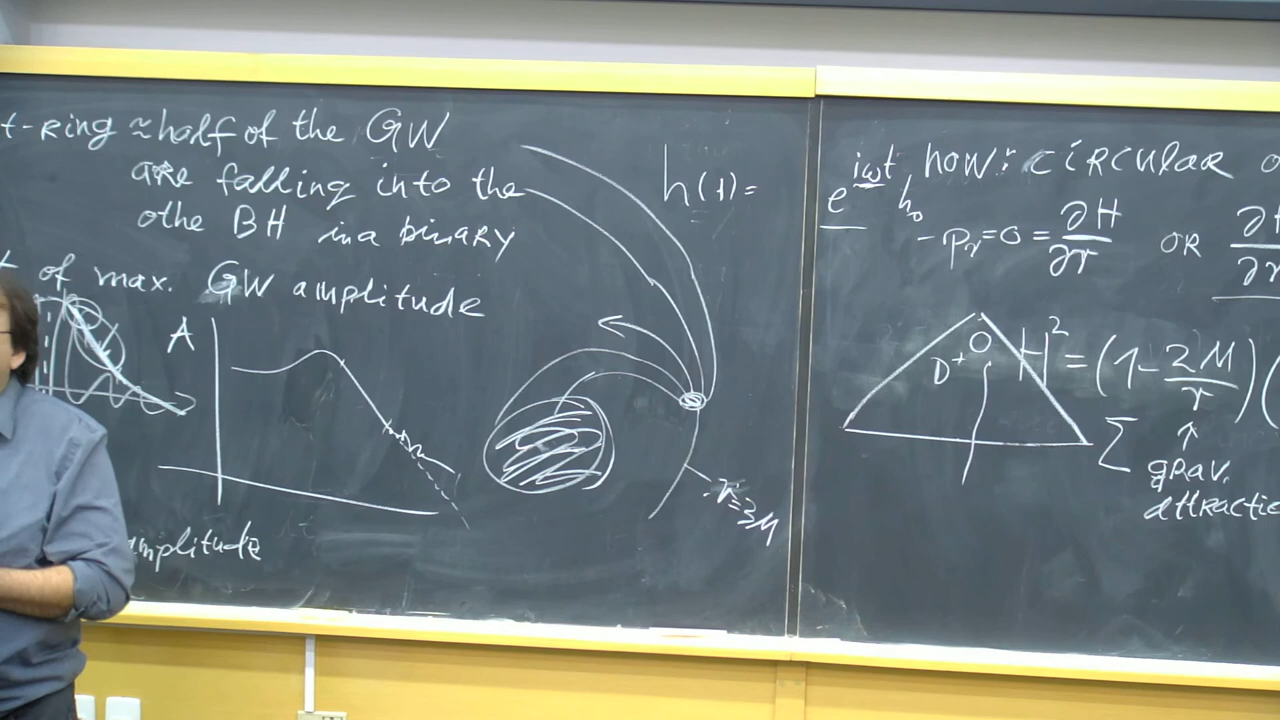 t-ring ≈ half of the GW
are falling into the
othe BH in a binary
of max. GW amplitude
A
amplitude
h(t)=
r=3M
e^{iωt} how: circular
h₀
-p_r=0=∂H/∂r OR ∂H/∂r
D+ O H²=(1-2M/r)(
Σ ↑
grav.
attractio